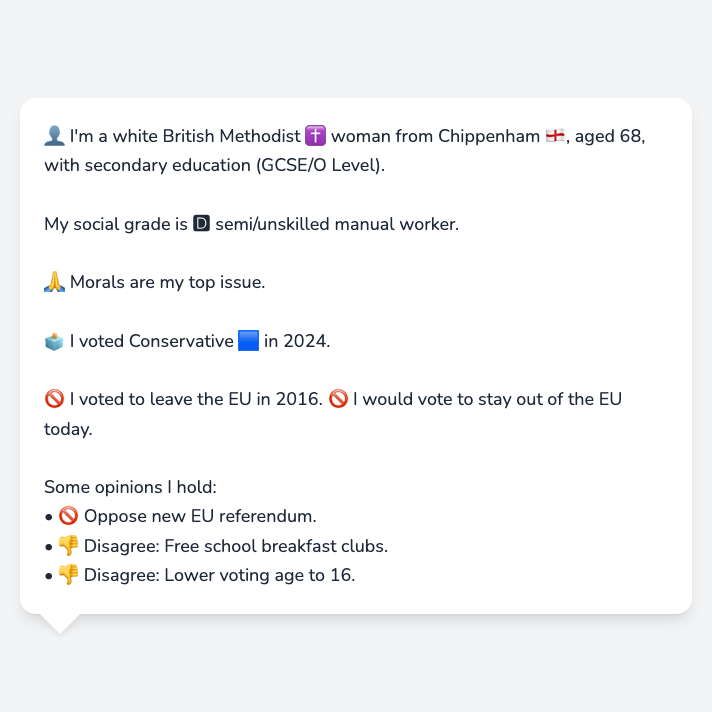 👤 I'm a white British Methodist ✝️ woman from Chippenham 🏴󠁧󠁢󠁥󠁮󠁧󠁿, aged 68,
with secondary education (GCSE/O Level).
My social grade is 🅳 semi/unskilled manual worker.
🙏 Morals are my top issue.
🗳️ I voted Conservative 🟦 in 2024.
🚫 I voted to leave the EU in 2016. 🚫 I would vote to stay out of the EU
today.
Some opinions I hold:
• 🚫 Oppose new EU referendum.
• 👎 Disagree: Free school breakfast clubs.
• 👎 Disagree: Lower voting age to 16.